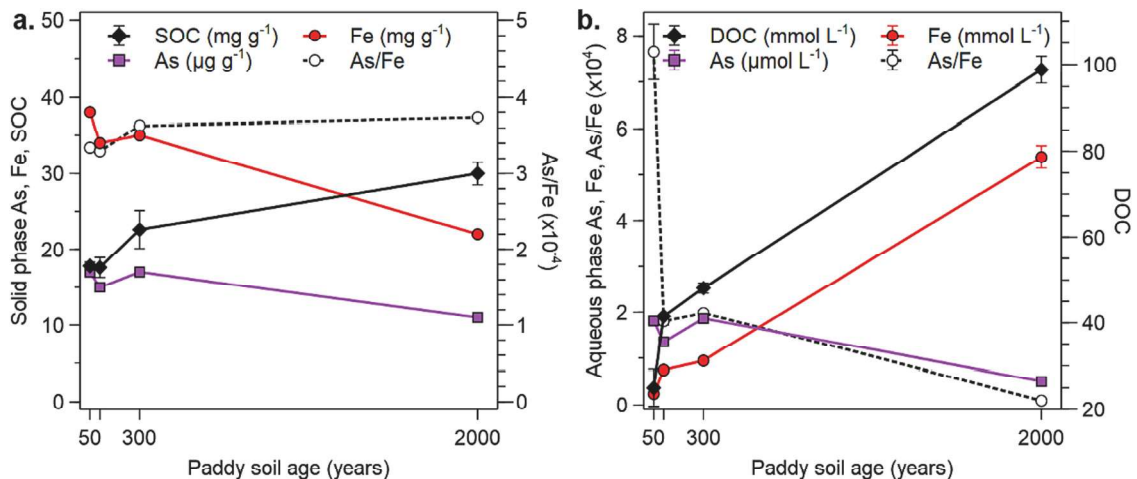 a.
SOC (mg g⁻¹) Fe (mg g⁻¹)
As (µg g⁻¹) As/Fe
Solid phase As, Fe, SOC
50
40
30
20
10
0
As/Fe (x10⁻⁴)
5
4
3
2
1
0
50 300 2000
Paddy soil age (years)
b.
DOC (mmol L⁻¹) Fe (mmol L⁻¹)
As (µmol L⁻¹) As/Fe
Aqueous phase As, Fe, As/Fe (x10⁴)
8
6
4
2
0
DOC
100
80
60
40
20
50 300 2000
Paddy soil age (years)